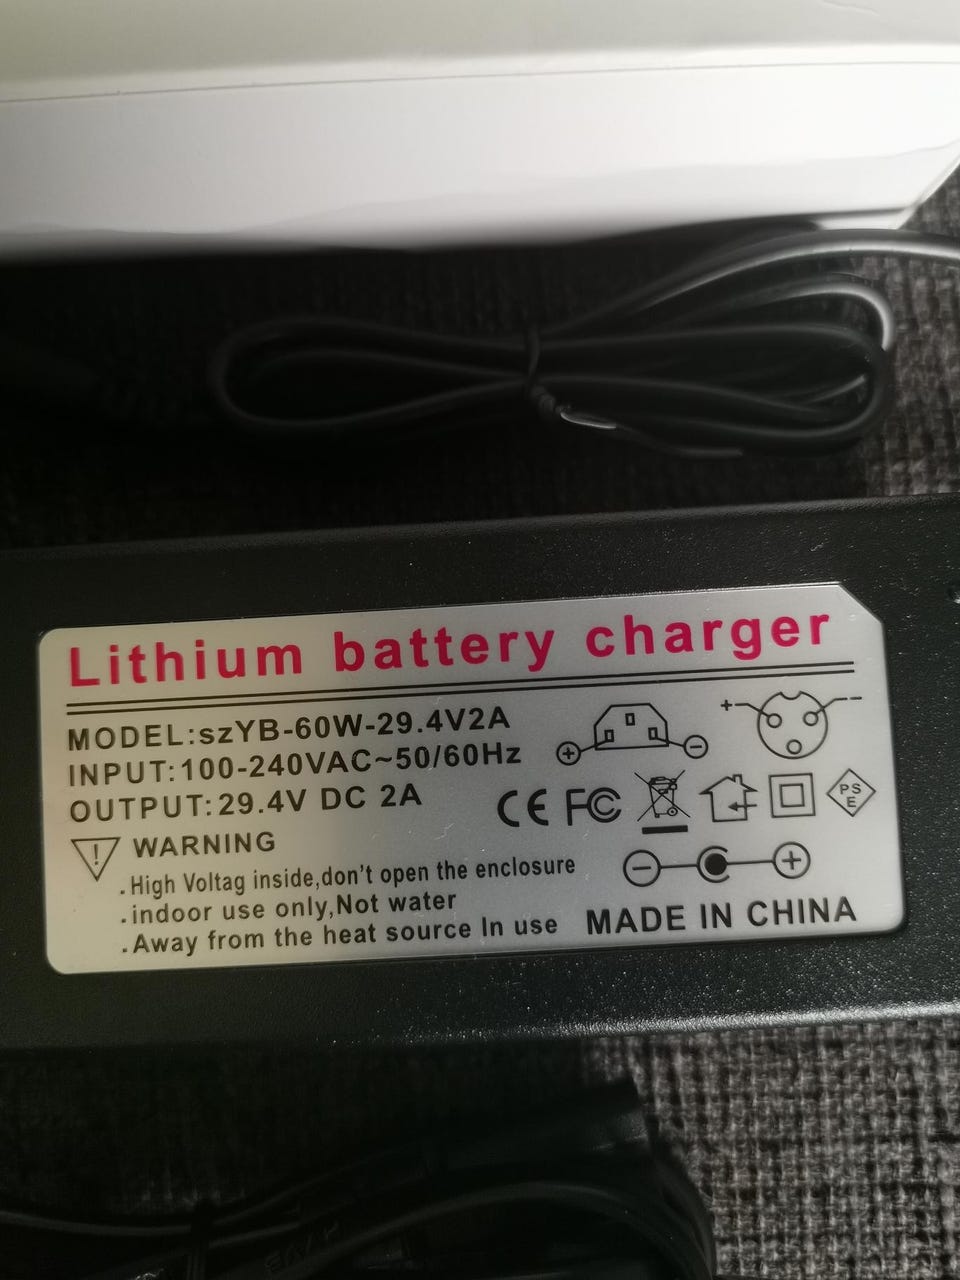 Lithium battery charger
MODEL:szYB-60W-29.4V2A
INPUT:100-240VAC~50/60Hz
OUTPUT:29.4V DC 2A
CE FC
PS
E
WARNING
.High Voltag inside,don't open the enclosure
.indoor use only,Not water
.Away from the heat source In use
MADE IN CHINA